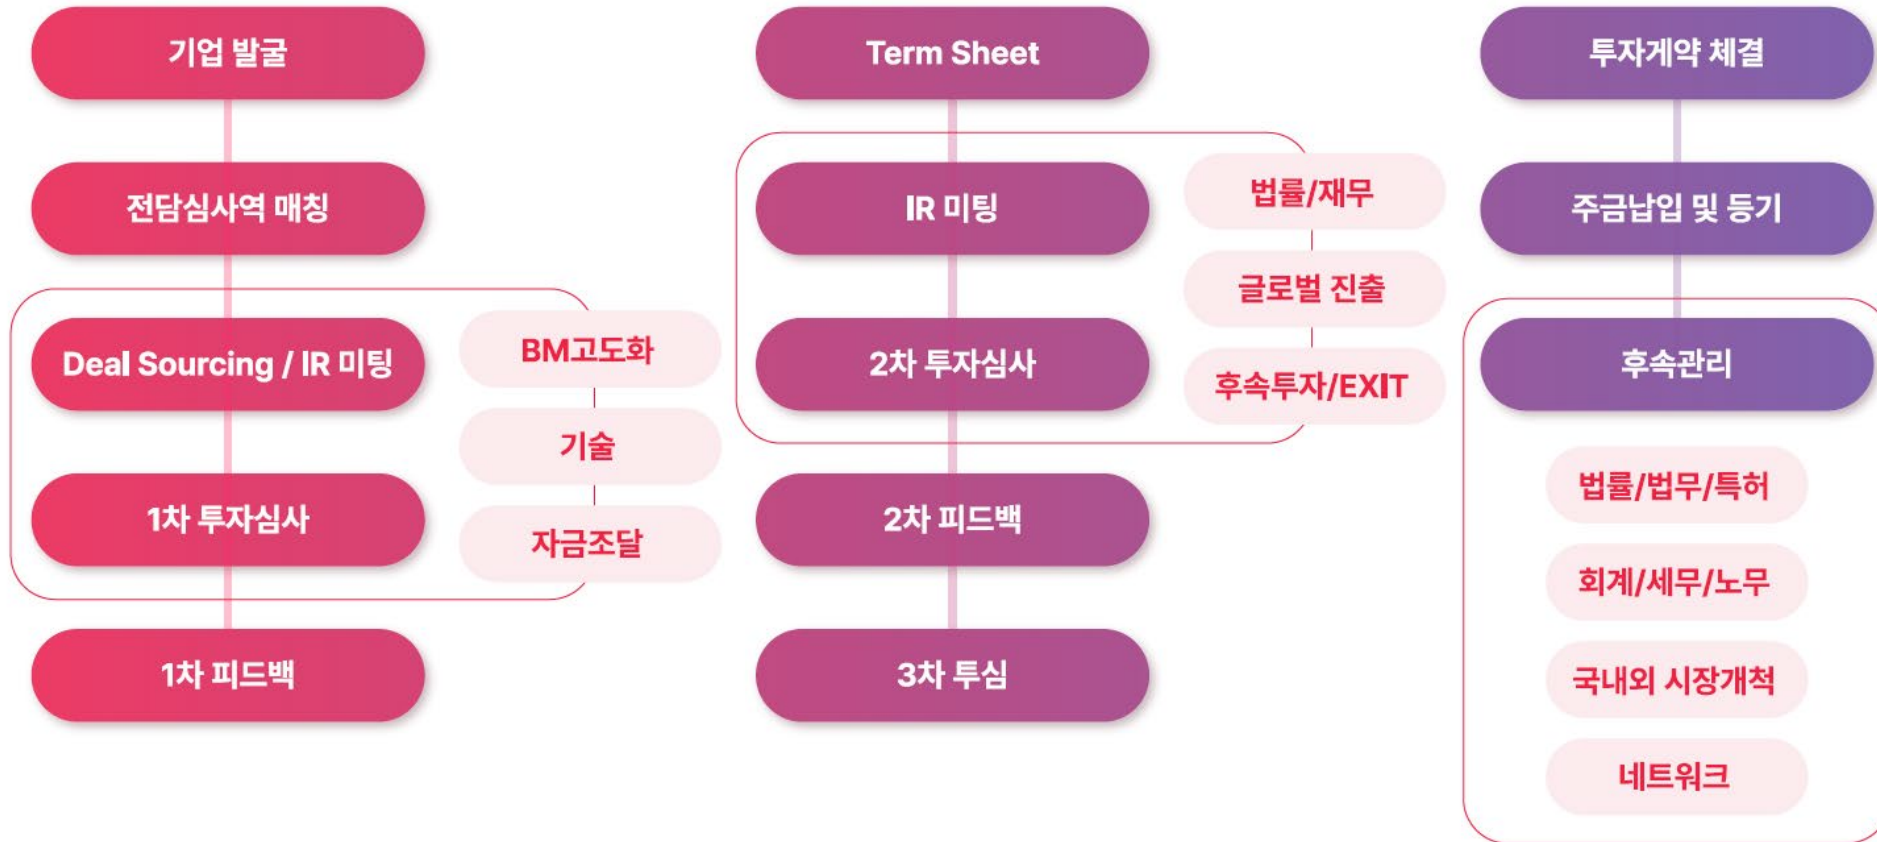 기업 발굴
전담심사역 매칭
Deal Sourcing / IR 미팅
1차 투자심사
1차 피드백
BM고도화
기술
자금조달
Term Sheet
IR 미팅
2차 투자심사
2차 피드백
3차 투심
법률/재무
글로벌 진출
후속투자/EXIT
투자게약 체결
주금납입 및 등기
후속관리
법률/법무/특허
회계/세무/노무
국내외 시장개척
네트워크